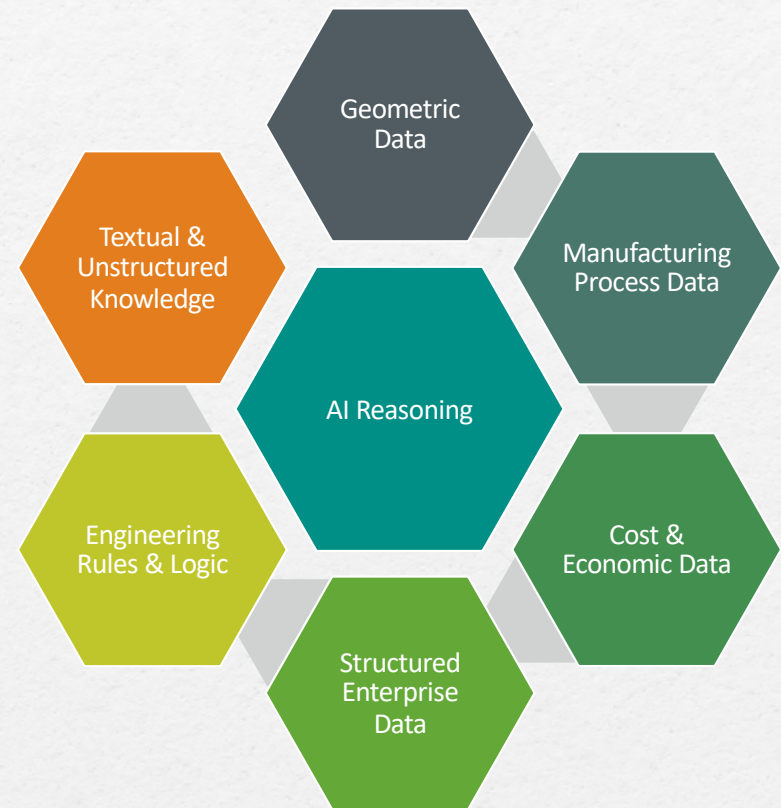 Geometric
Data
Textual &
Unstructured
Knowledge
Manufacturing
Process Data
AI Reasoning
Engineering
Rules & Logic
Cost &
Economic Data
Structured
Enterprise
Data